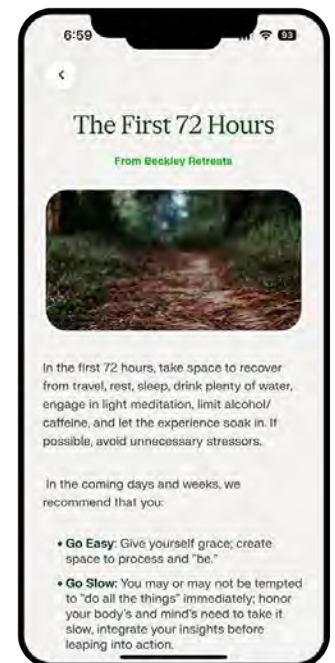 6:59
93
The First 72 Hours
From Beckley Retreats
In the first 72 hours, take space to recover
from travel, rest, sleep, drink plenty of water,
engage in light meditation, limit alcohol/
caffeine, and let the experience soak in. If
possible, avoid unnecessary stressors.
In the coming days and weeks, we
recommend that you:
• Go Easy: Give yourself grace; create
space to process and "be."
• Go Slow: You may or may not be tempted
to "do all the things" immediately; honor
your body's and mind's need to take it
slow, integrate your insights before
leaping into action.